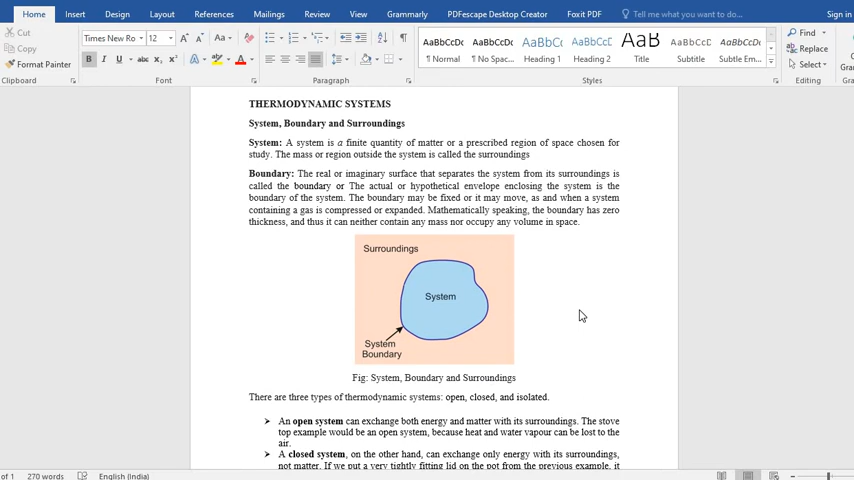 Home Insert Design Layout References Mailings Review View Grammarly PDFescape Desktop Creator Foxit PDF Tell me what you want to do...
Cut
Copy
Format Painter
Clipboard
Times New Ro 12
Font
Paragraph
AaBbCcDc AaBbCcDc AaBbCc AaBbCcD AaB AaBbCcD AaBbCcDc
¶ Normal ¶ No Spac... Heading 1 Heading 2 Title Subtitle Subtle Em...
Styles
Find
Replace
Select
Editing
THERMODYNAMIC SYSTEMS
System, Boundary and Surroundings
System: A system is a finite quantity of matter or a prescribed region of space chosen for
study. The mass or region outside the system is called the surroundings
Boundary: The real or imaginary surface that separates the system from its surroundings is
called the boundary or The actual or hypothetical envelope enclosing the system is the
boundary of the system. The boundary may be fixed or it may move, as and when a system
containing a gas is compressed or expanded. Mathematically speaking, the boundary has zero
thickness, and thus it can neither contain any mass nor occupy any volume in space.
Surroundings
System
System
Boundary
Fig: System, Boundary and Surroundings
There are three types of thermodynamic systems: open, closed, and isolated.
➢ An open system can exchange both energy and matter with its surroundings. The stove
top example would be an open system, because heat and water vapour can be lost to the
air.
➢ A closed system, on the other hand, can exchange only energy with its surroundings,
not matter. If we put a very tightly fitting lid on the pot from the previous example, it
of 1 270 words English (India)